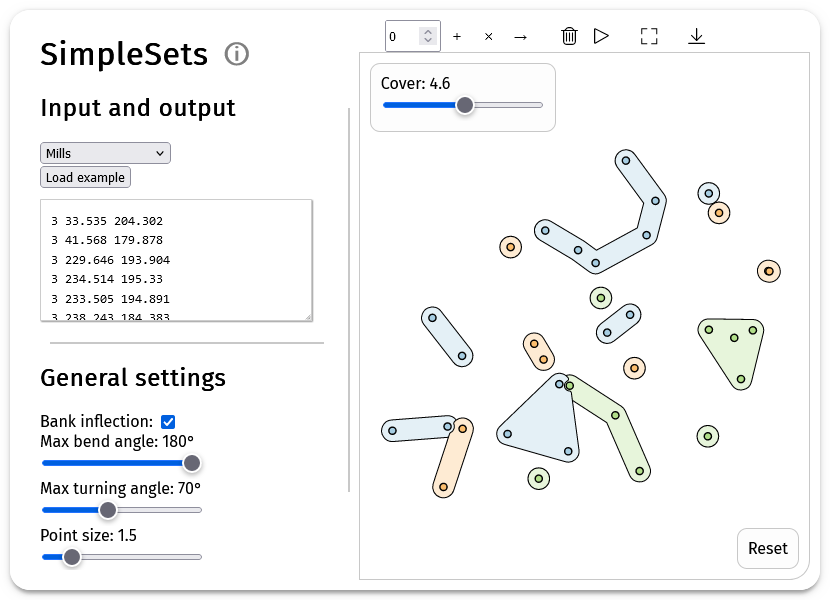 SimpleSets
Input and output
Mills
Load example
3 33.535 204.302
3 41.568 179.878
3 229.646 193.904
3 234.514 195.33
3 233.505 194.891
3 238.243 184.383
General settings
Bank inflection:
Max bend angle: 180°
Max turning angle: 70°
Point size: 1.5
0
+
×
→
Cover: 4.6
Reset